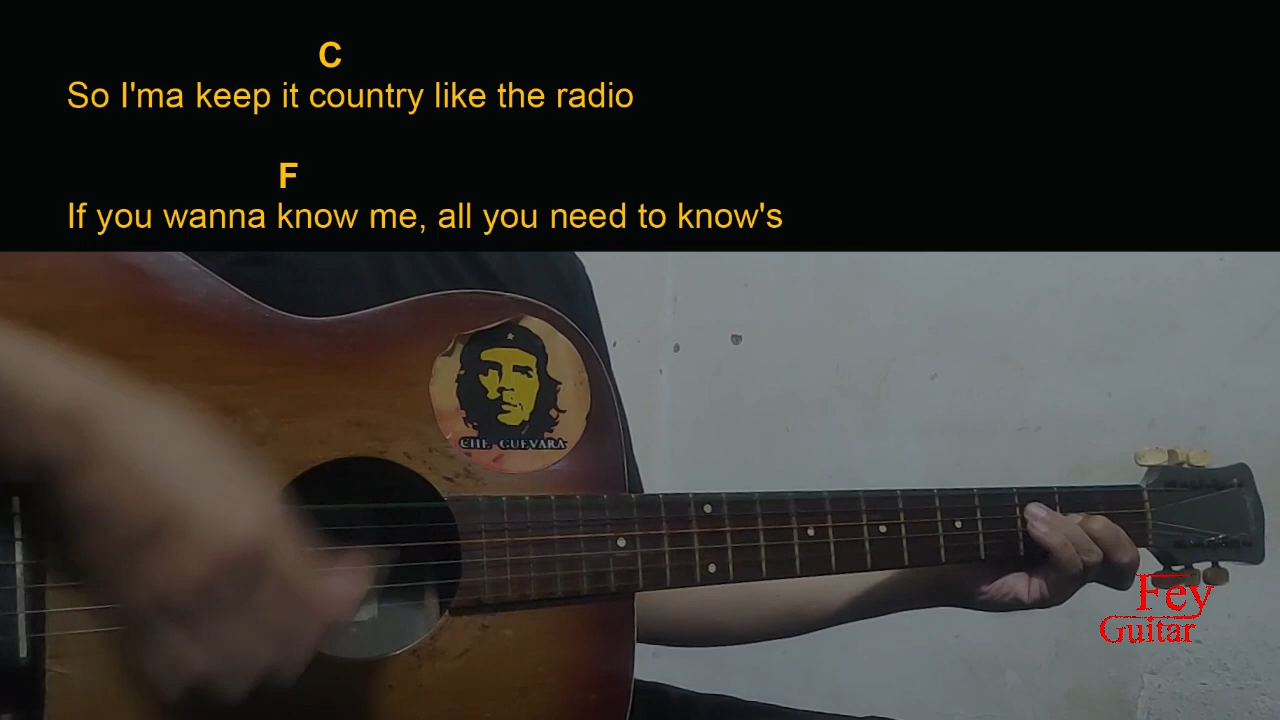 C
So I'ma keep it country like the radio
F
If you wanna know me, all you need to know's
CHE GUEVARA
Fey
Guitar